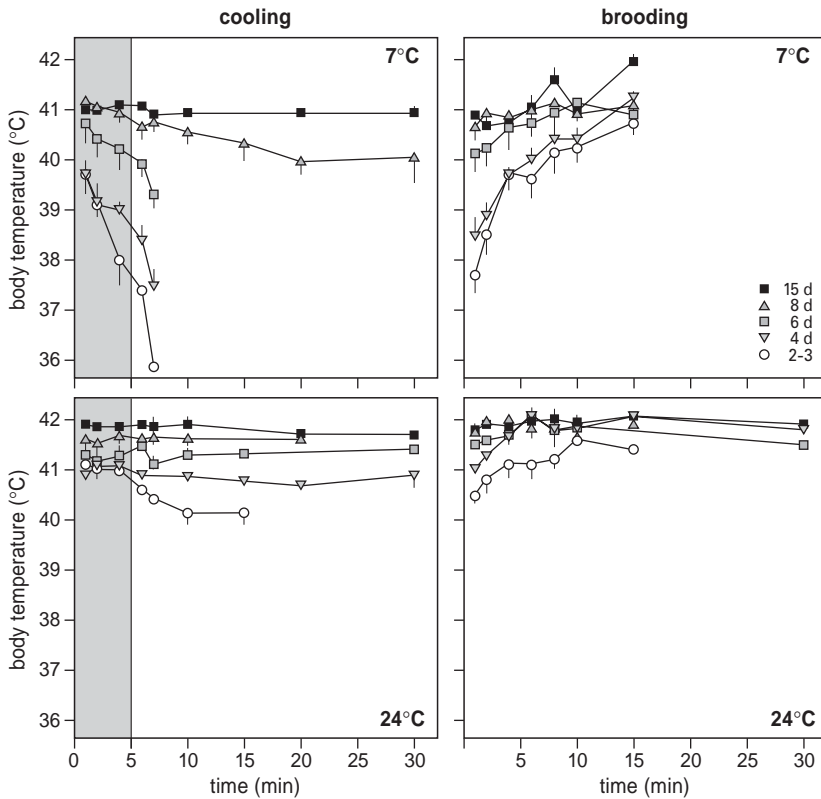 cooling brooding
7°C 7°C
42
41
40
39
38
37
36
body temperature (°C)
15 d
8 d
6 d
4 d
2-3
42
41
40
39
38
37
36
body temperature (°C)
24°C 24°C
0 5 10 15 20 25 30 5 10 15 20 25 30
time (min) time (min)